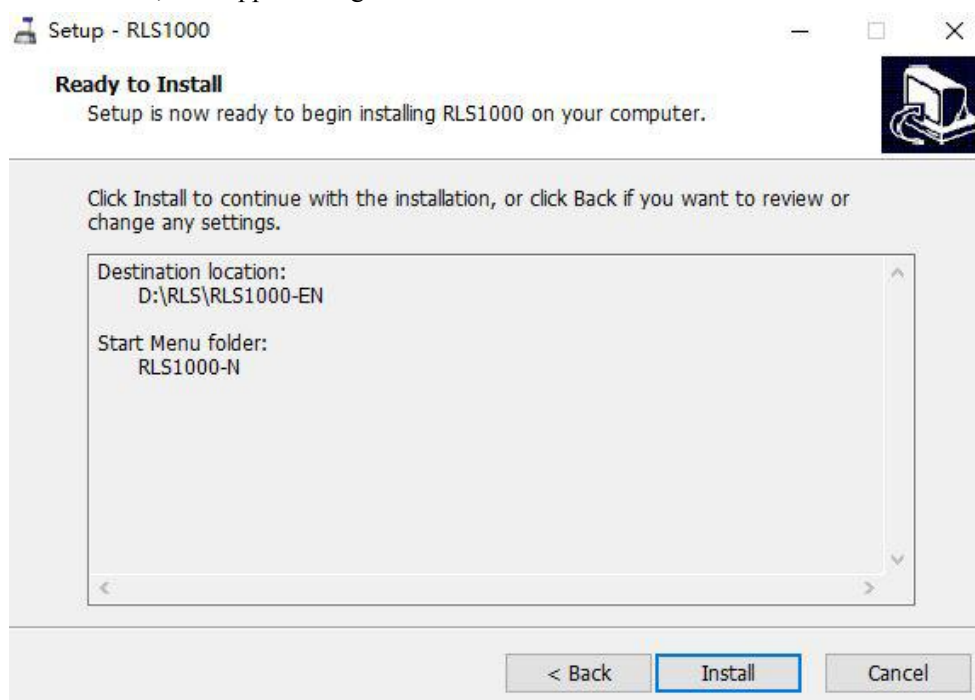 Setup - RLS1000
Ready to Install
Setup is now ready to begin installing RLS1000 on your computer.
Click Install to continue with the installation, or click Back if you want to review or
change any settings.
Destination location:
D:\RLS\RLS1000-EN
Start Menu folder:
RLS1000-N
< Back
Install
Cancel